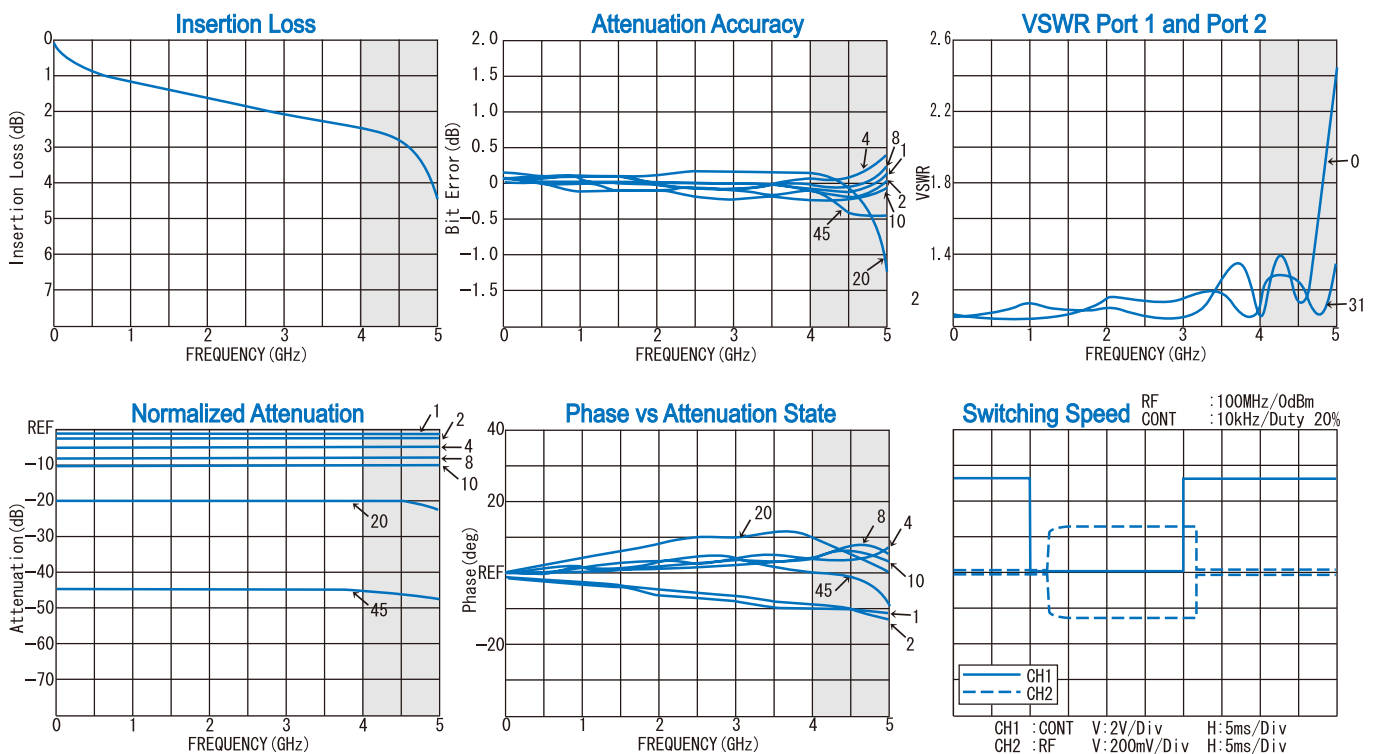 Insertion Loss
0
1
2
3
4
5
6
7
Insertion Loss(dB)
0 1 2 3 4 5
FREQUENCY(GHz)
Attenuation Accuracy
2.0
1.5
1.0
0.5
0
−0.5
−1.0
−1.5
Bit Error(dB)
4
8
1
2
10
45
20
0 1 2 3 4 5
FREQUENCY(GHz)
VSWR Port 1 and Port 2
2.6
2.2
1.8
1.4
2
VSWR
0
31
0 1 2 3 4 5
FREQUENCY(GHz)
Normalized Attenuation
REF
−10
−20
−30
−40
−50
−60
−70
Attenuation(dB)
1
2
4
8
10
20
45
0 1 2 3 4 5
FREQUENCY(GHz)
Phase vs Attenuation State
40
20
REF
−20
Phase(deg)
20
8
4
10
45
1
2
0 1 2 3 4 5
FREQUENCY(GHz)
Switching Speed
RF :100MHz/0dBm
CONT :10kHz/Duty 20%
CH1
CH2
CH1 :CONT V:2V/Div H:5ms/Div
CH2 :RF V:200mV/Div H:5ms/Div